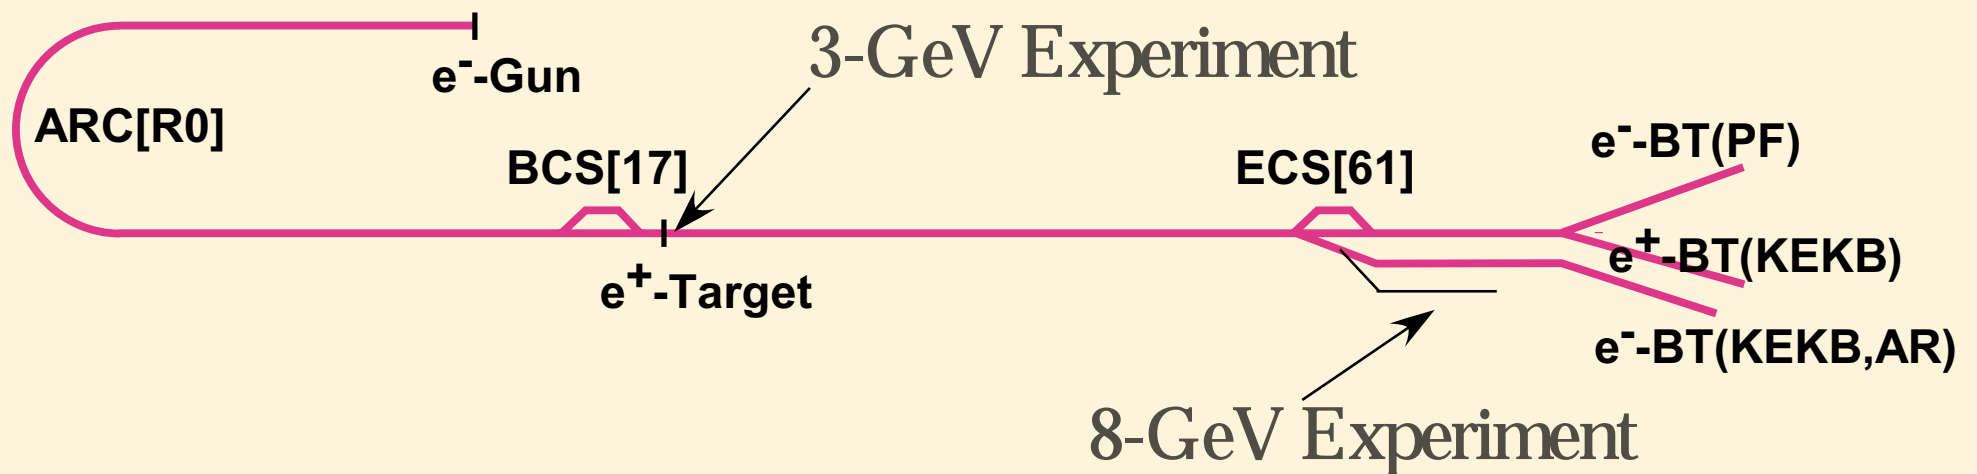 3-GeV Experiment
e⁻-Gun
ARC[R0]
BCS[17]
ECS[61]
e⁻-BT(PF)
e⁺-BT(KEKB)
e⁺-Target
e⁻-BT(KEKB,AR)
8-GeV Experiment